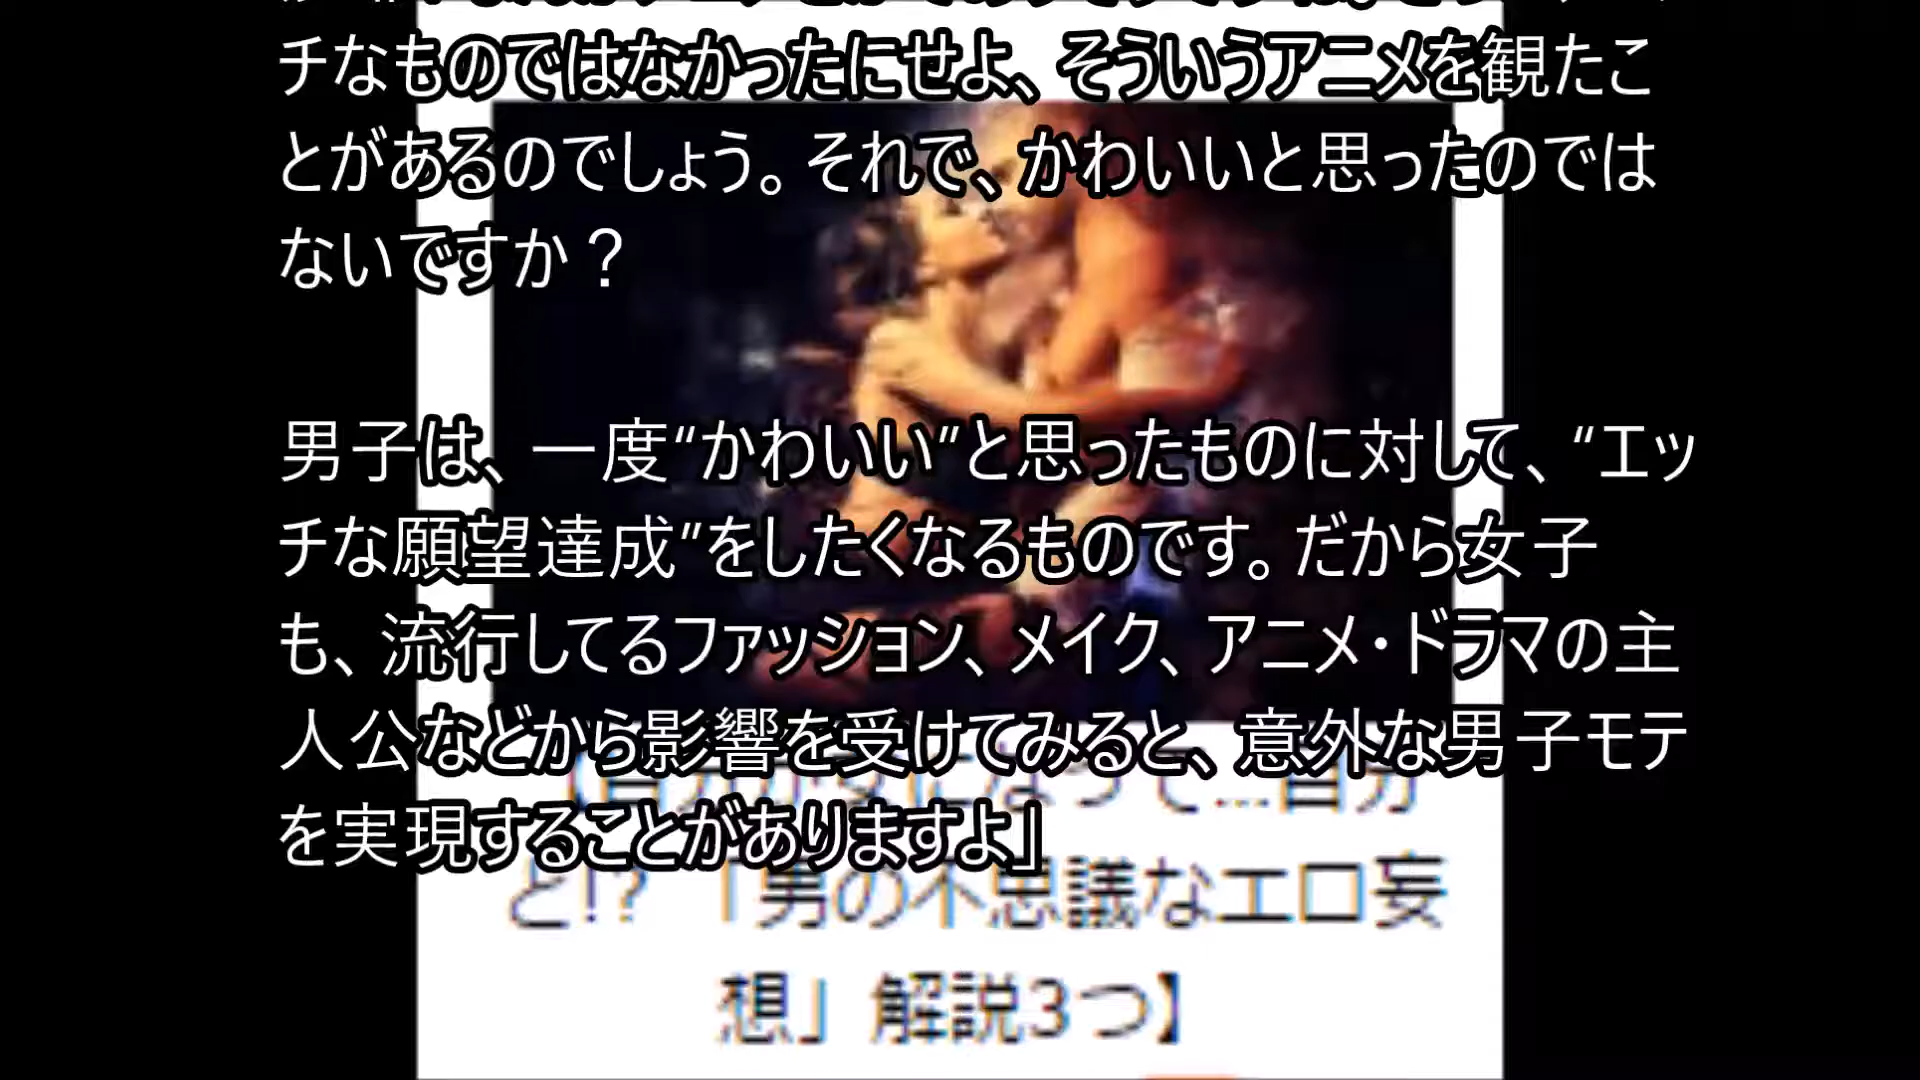 チなものではなかったにせよ、そういうアニメを観たこ
とがあるのでしょう。それで、かわいいと思ったのでは
ないですか？
男子は、一度“かわいい”と思ったものに対して、“エッ
チな願望達成”をしたくなるものです。だから女子
も、流行してるファッション、メイク、アニメ・ドラマの主
人公などから影響を受けてみると、意外な男子モテ
を実現することがありますよ」
になって…自分
と!?「男の不思議なエロ妄
想」解説3つ】